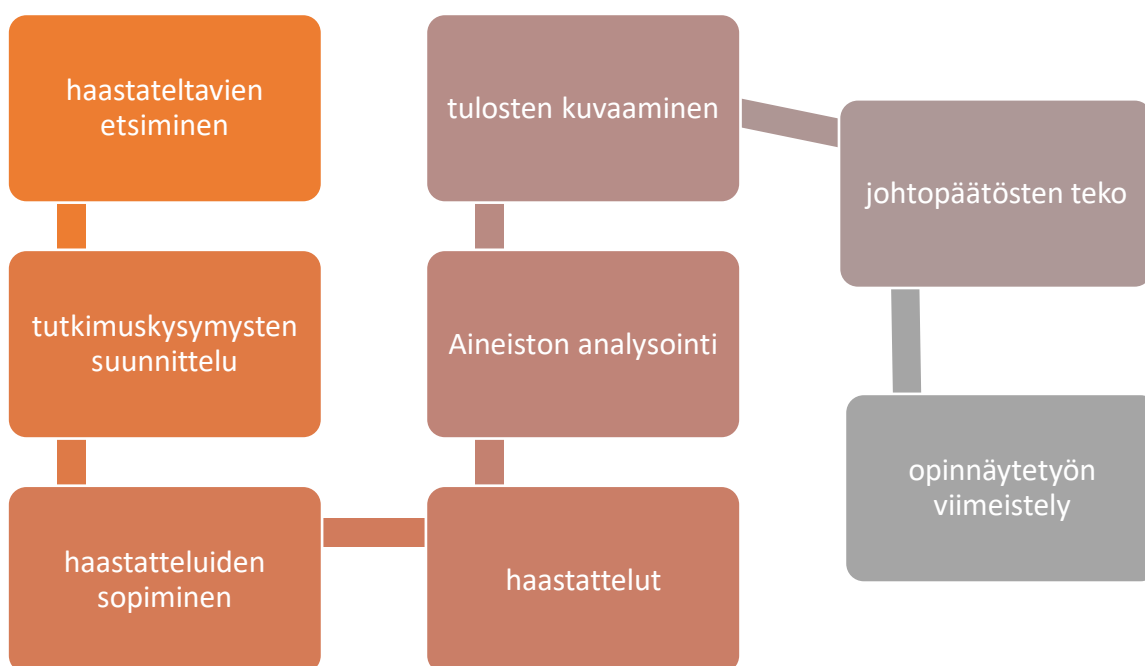 haastateltavien
etsiminen
tutkimuskysymysten
suunnittelu
haastatteluiden
sopiminen
haastattelut
Aineiston analysointi
tulosten kuvaaminen
johtopäätösten teko
opinnäytetyön
viimeistely